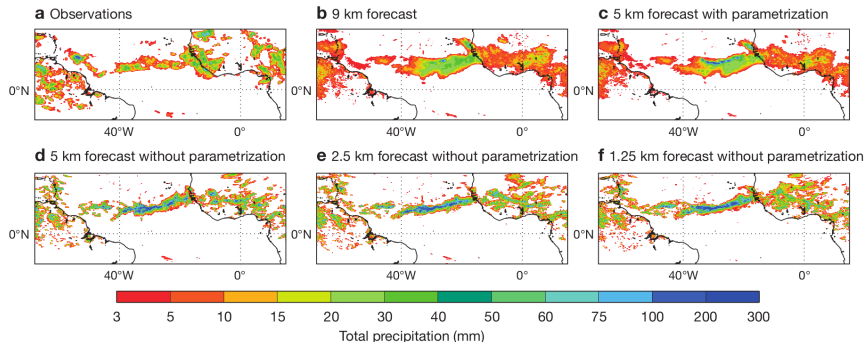 a Observations
b 9 km forecast
c 5 km forecast with parametrization
0°N
0°N
40°W 0°
40°W 0°
40°W 0°
d 5 km forecast without parametrization
e 2.5 km forecast without parametrization
f 1.25 km forecast without parametrization
0°N
0°N
40°W 0°
40°W 0°
40°W 0°
3 5 10 15 20 30 40 50 60 75 100 200 300
Total precipitation (mm)